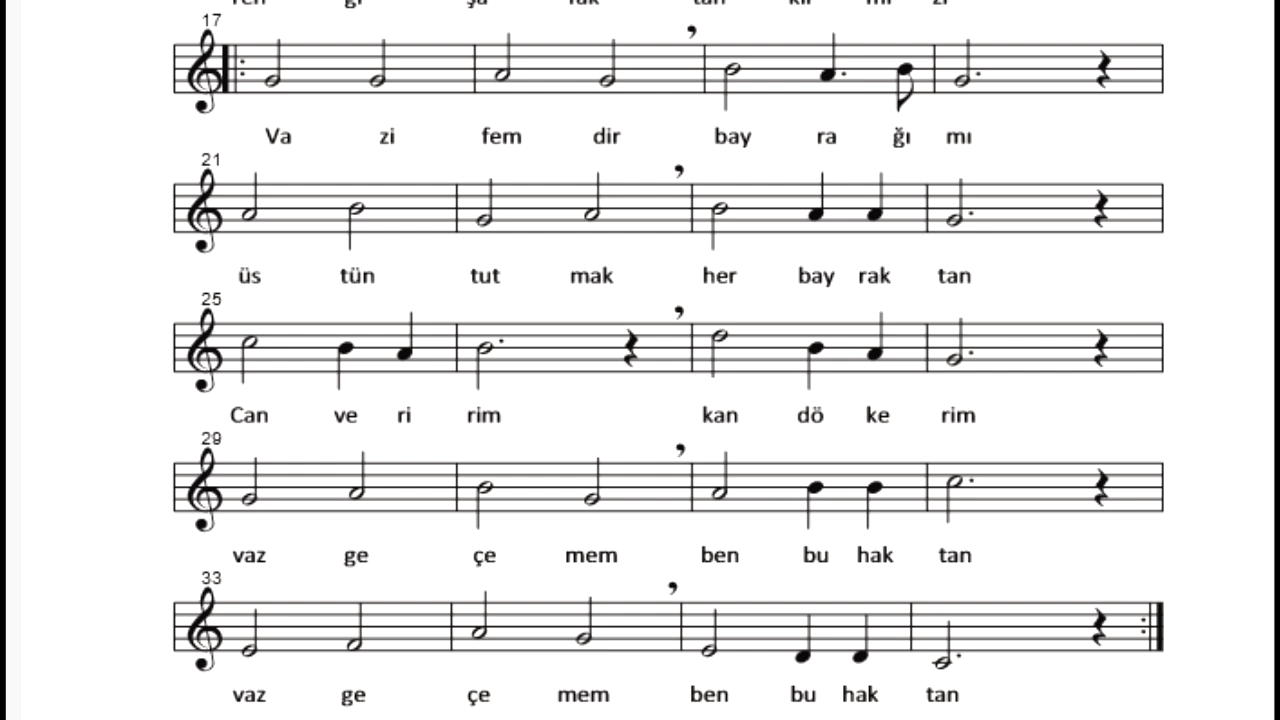 17
Va zi fem dir bay ra ğı mı
21
üs tün tut mak her bay rak tan
25
Can ve ri rim kan dö ke rim
29
vaz ge çe mem ben bu hak tan
33
vaz ge çe mem ben bu hak tan